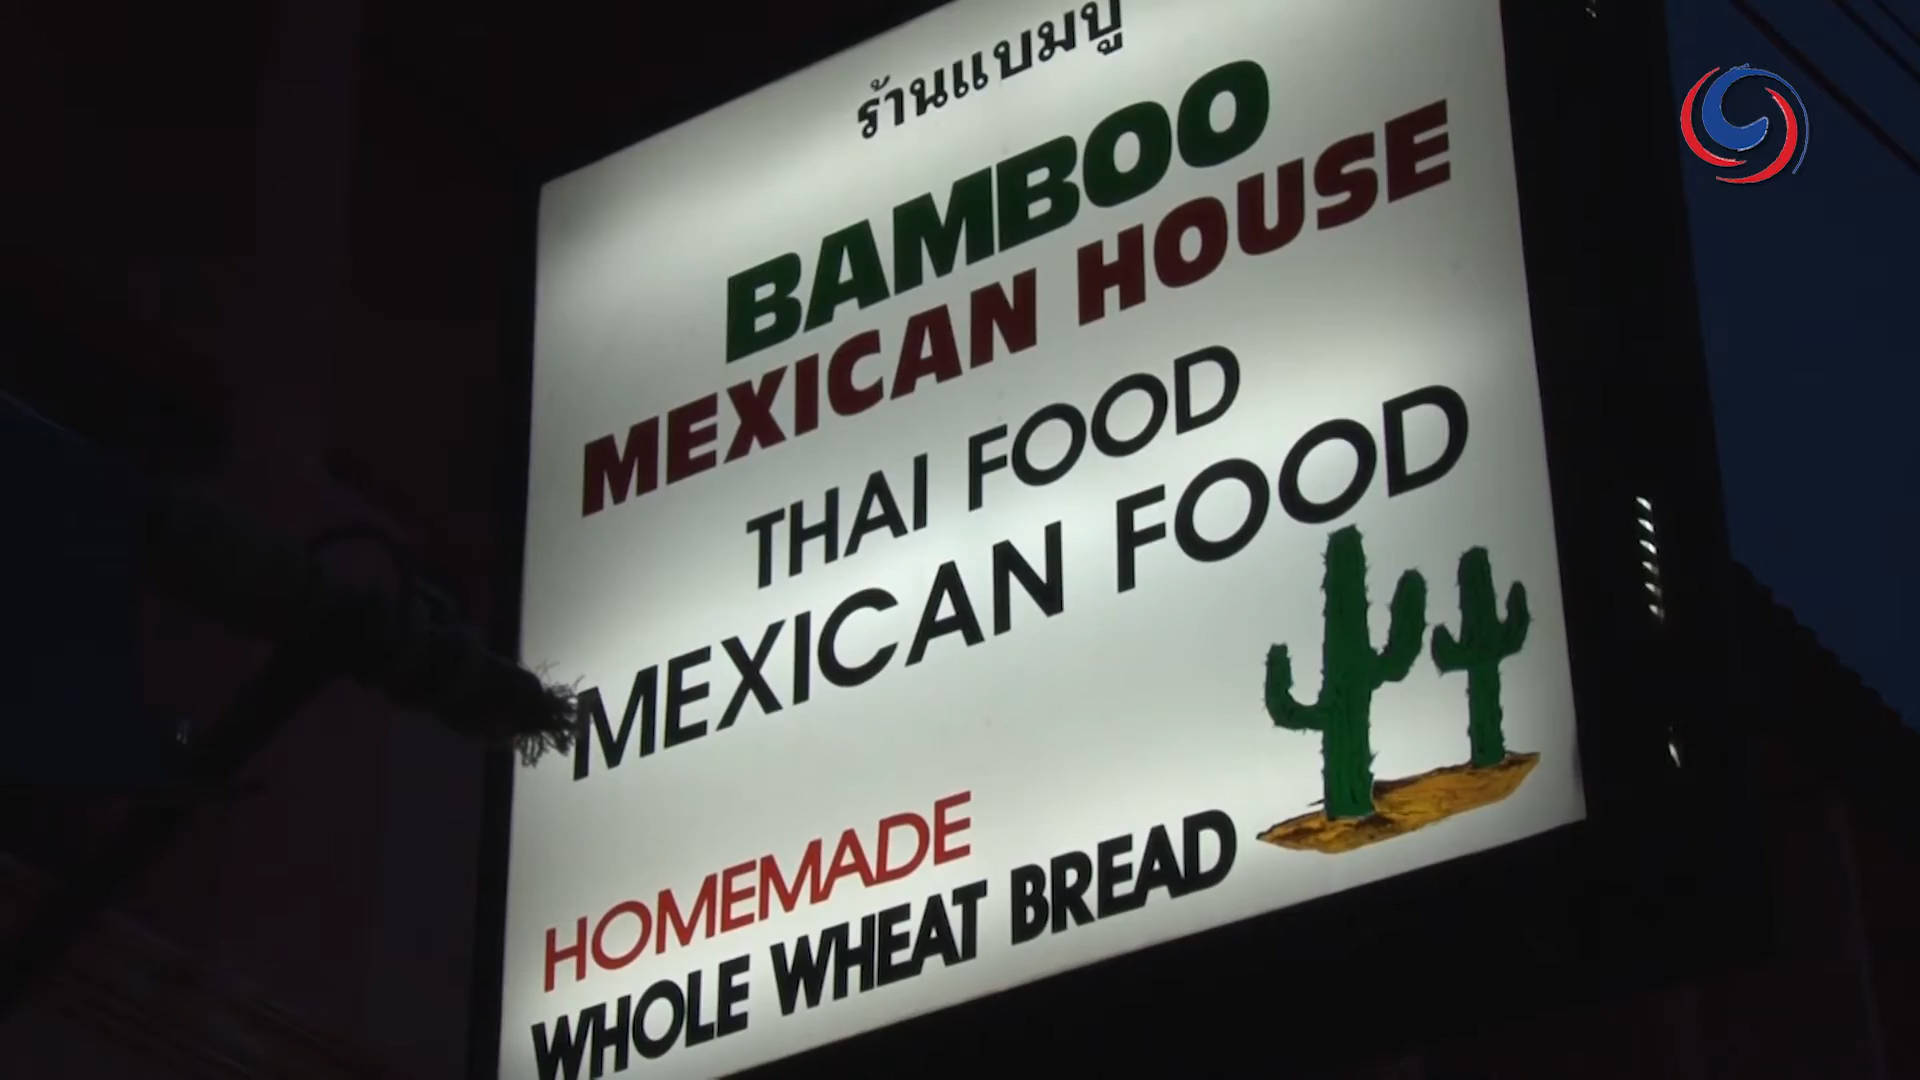 ร้านแบมบู
BAMBOO
MEXICAN HOUSE
THAI FOOD
MEXICAN FOOD
HOMEMADE
WHOLE WHEAT BREAD